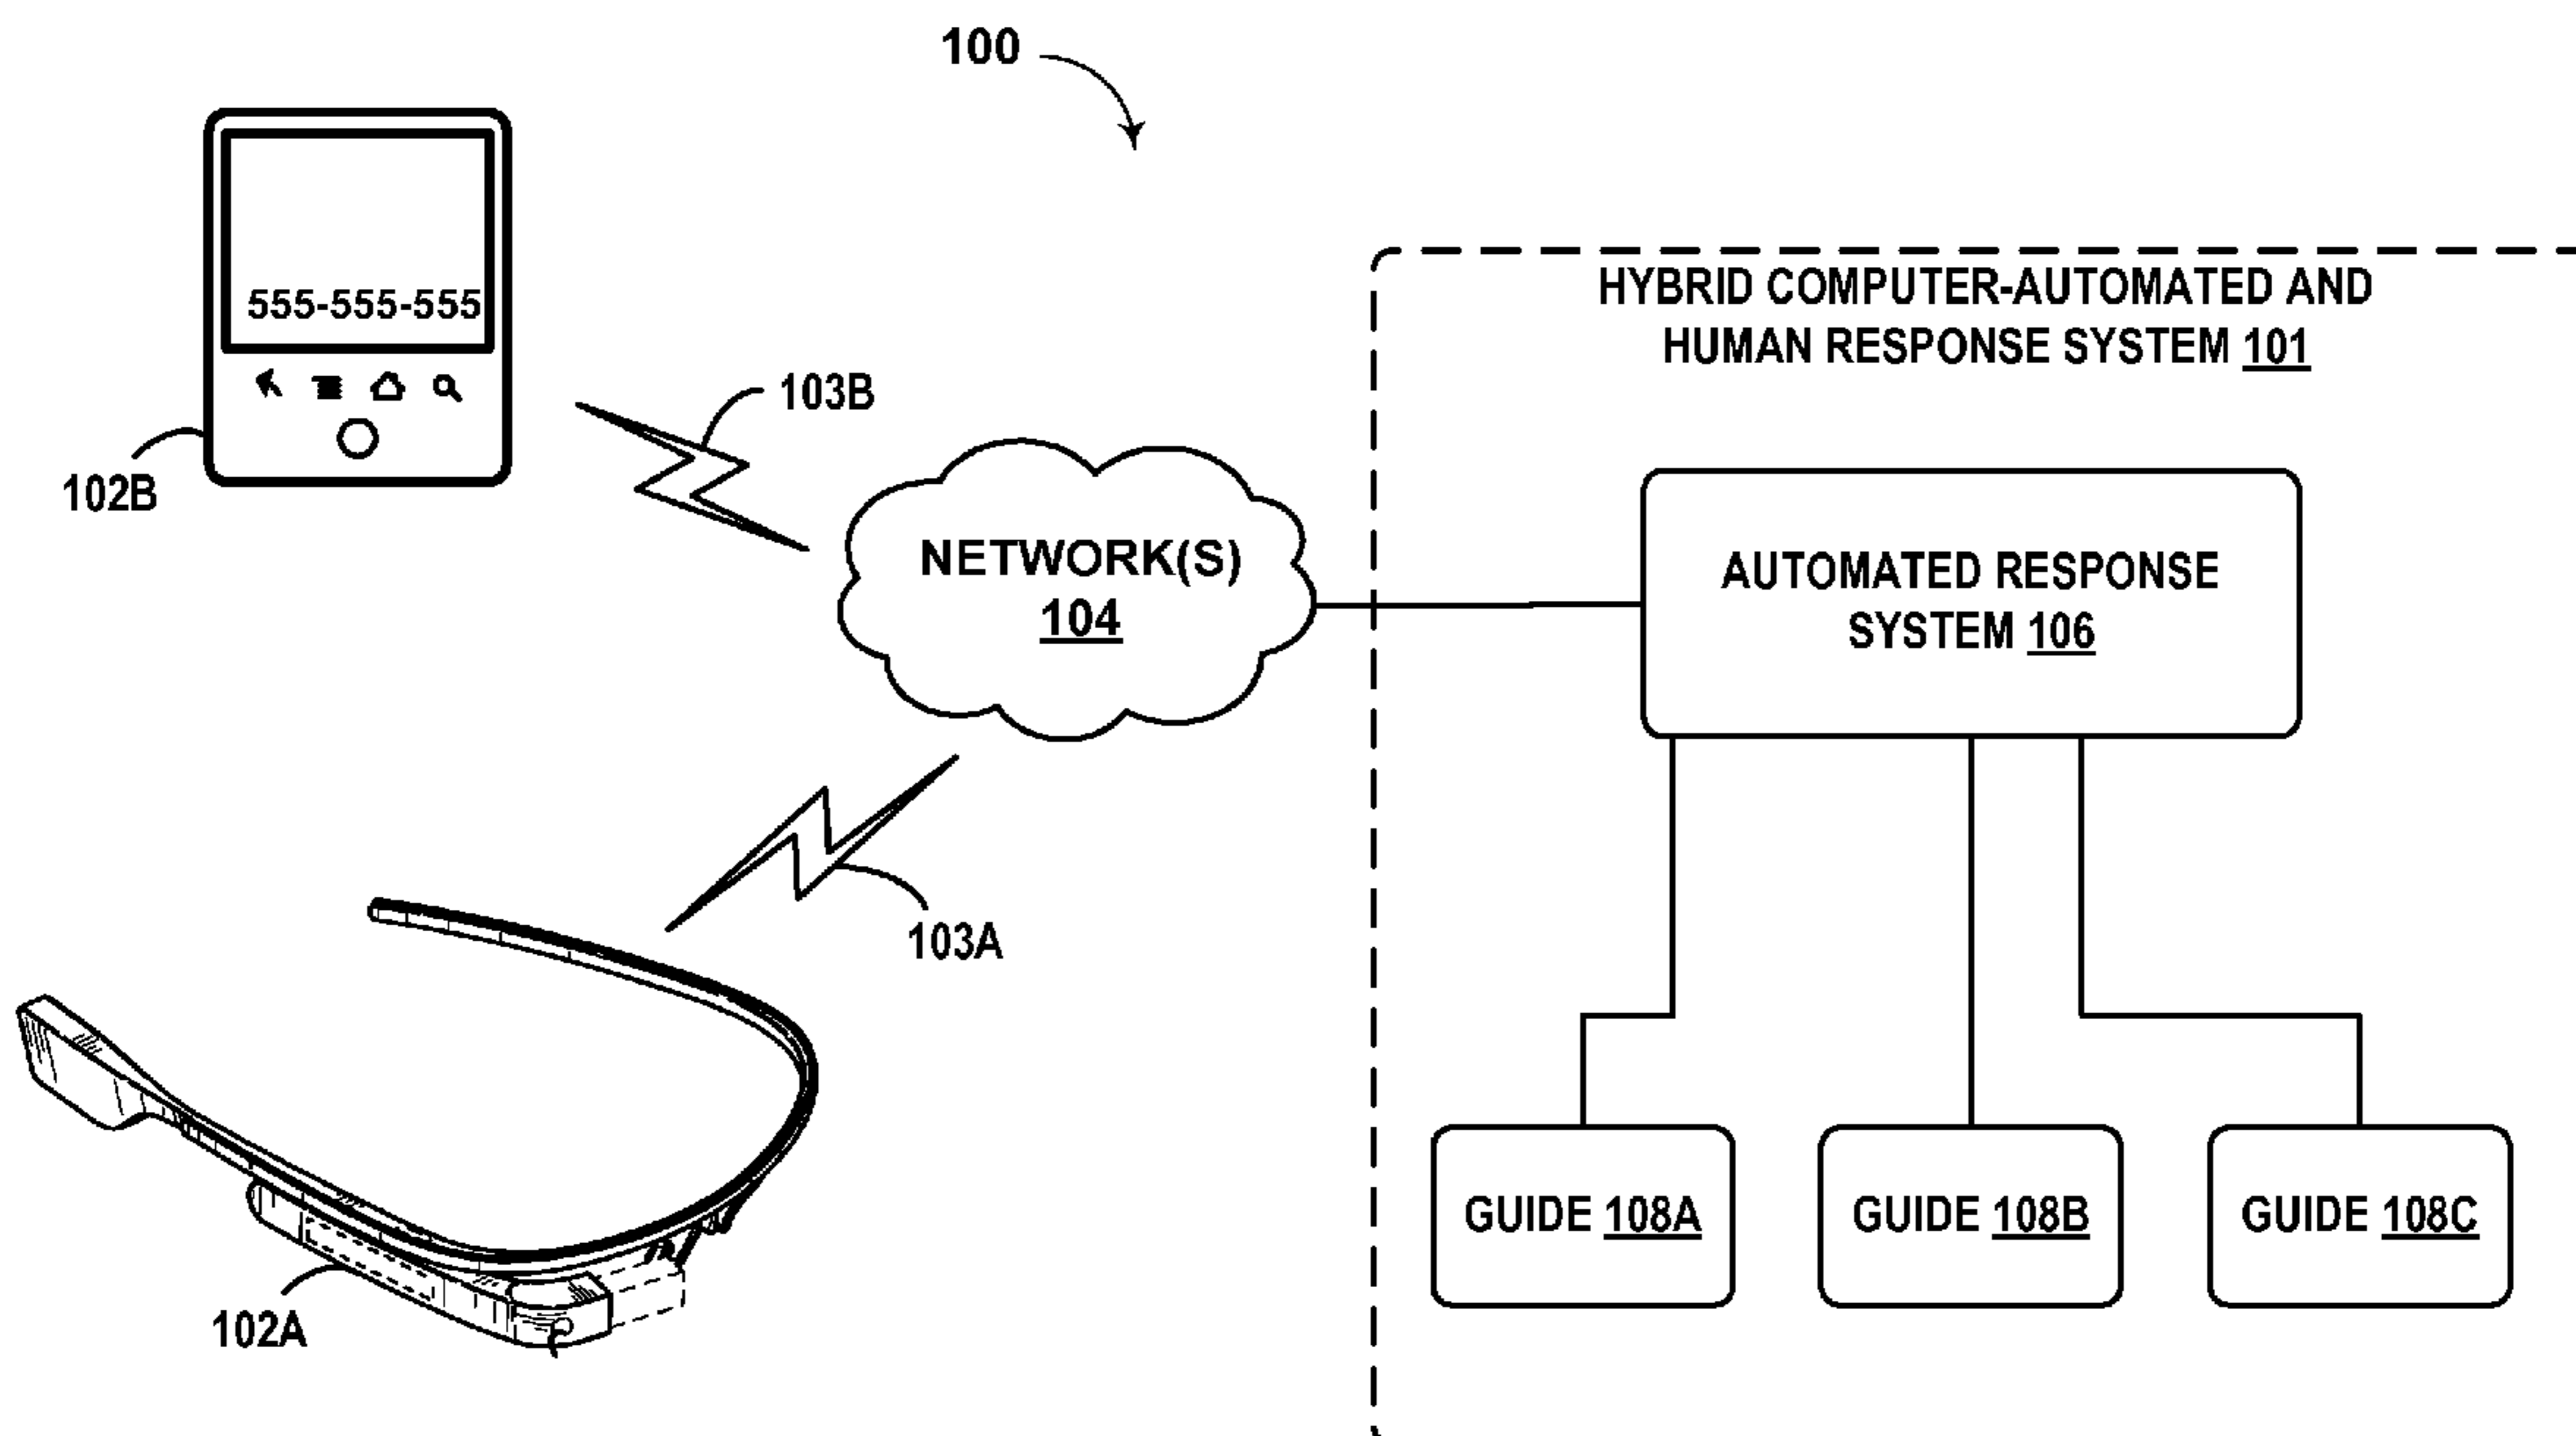 100
555-555-555
103B
102B
HYBRID COMPUTER-AUTOMATED AND
HUMAN RESPONSE SYSTEM 101
NETWORK(S)
104
AUTOMATED RESPONSE
SYSTEM 106
103A
102A
GUIDE 108A
GUIDE 108B
GUIDE 108C